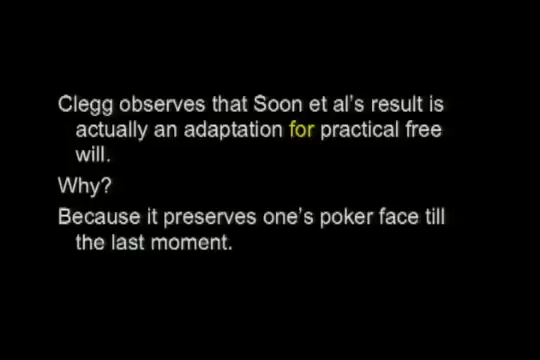 Clegg observes that Soon et al's result is
actually an adaptation for practical free
will.
Why?
Because it preserves one's poker face till
the last moment.